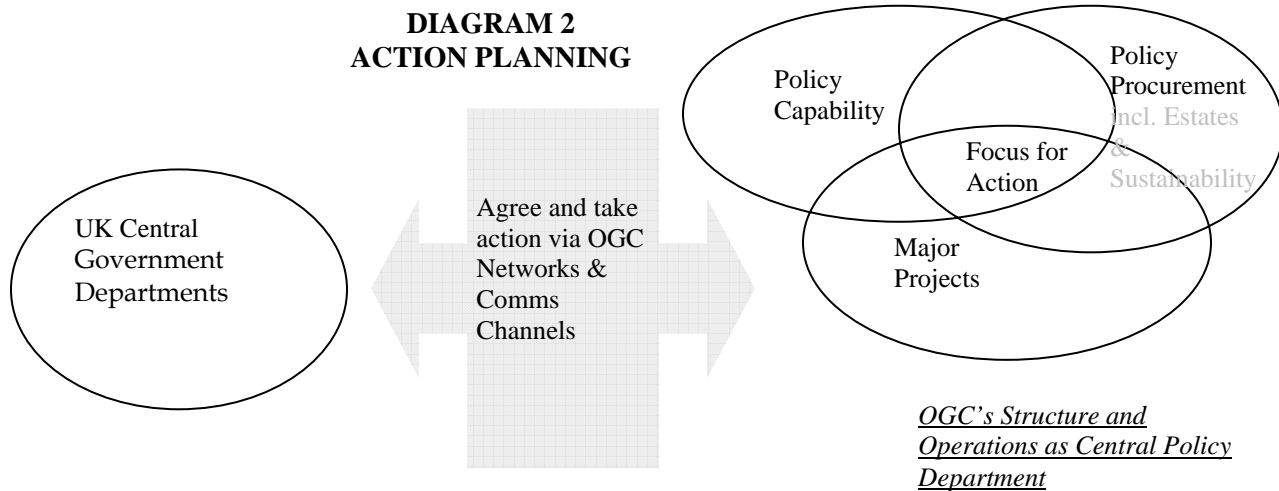 DIAGRAM 2
ACTION PLANNING
UK Central
Government
Departments
Agree and take
action via OGC
Networks &
Comms
Channels
Policy
Capability
Policy
Procurement
incl. Estates
&
Sustainability
Focus for
Action
Major
Projects
OGC’s Structure and
Operations as Central Policy
Department